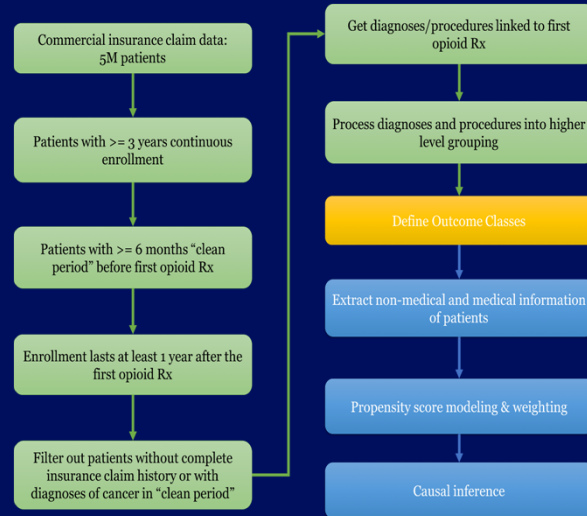 Commercial insurance claim data:
5M patients
Patients with >= 3 years continuous
enrollment
Patients with >= 6 months “clean
period” before first opioid Rx
Enrollment lasts at least 1 year after the
first opioid Rx
Filter out patients without complete
insurance claim history or with
diagnoses of cancer in “clean period”
Get diagnoses/procedures linked to first
opioid Rx
Process diagnoses and procedures into higher
level grouping
Define Outcome Classes
Extract non-medical and medical information
of patients
Propensity score modeling & weighting
Causal inference